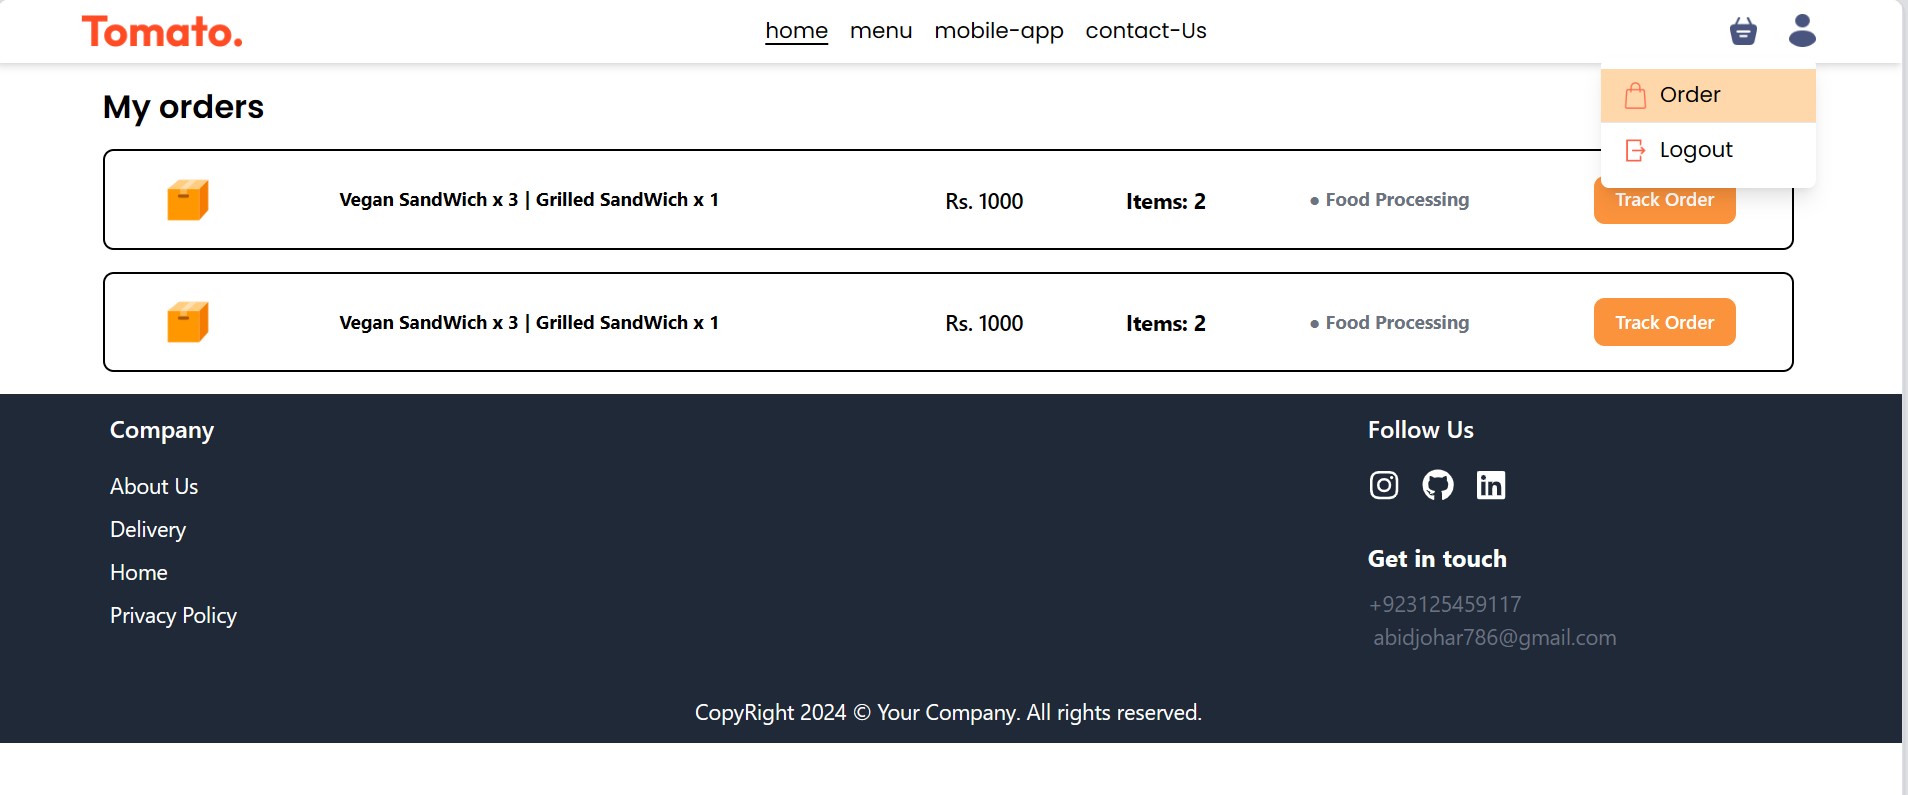 Tomato.
home menu mobile-app contact-Us
Order
Logout
My orders
Vegan SandWich x 3 | Grilled SandWich x 1 Rs. 1000 Items: 2 ● Food Processing Track Order
Vegan SandWich x 3 | Grilled SandWich x 1 Rs. 1000 Items: 2 ● Food Processing Track Order
Company
About Us
Delivery
Home
Privacy Policy
Follow Us
Get in touch
+923125459117
abidjohar786@gmail.com
CopyRight 2024 © Your Company. All rights reserved.